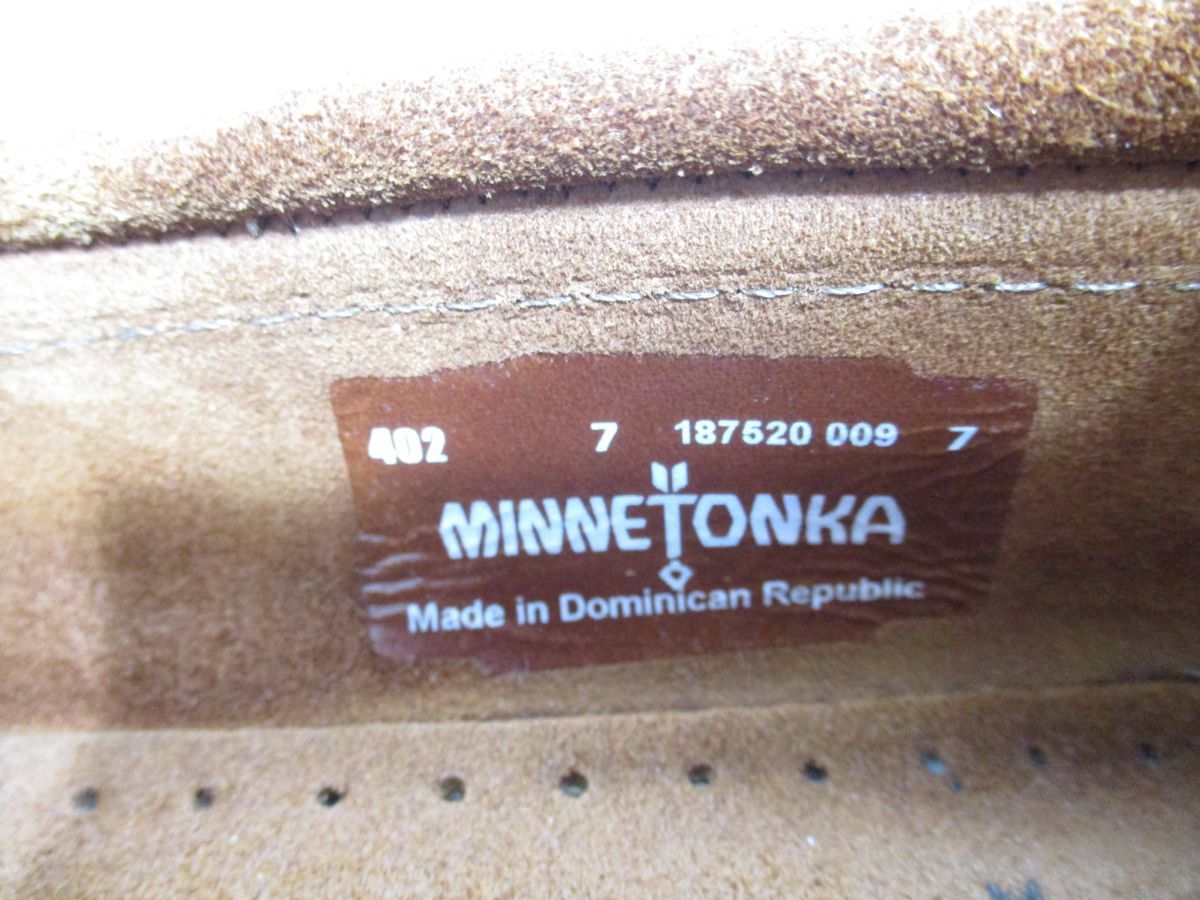 402 7 187520 009 7
MINNETONKA
Made in Dominican Republic